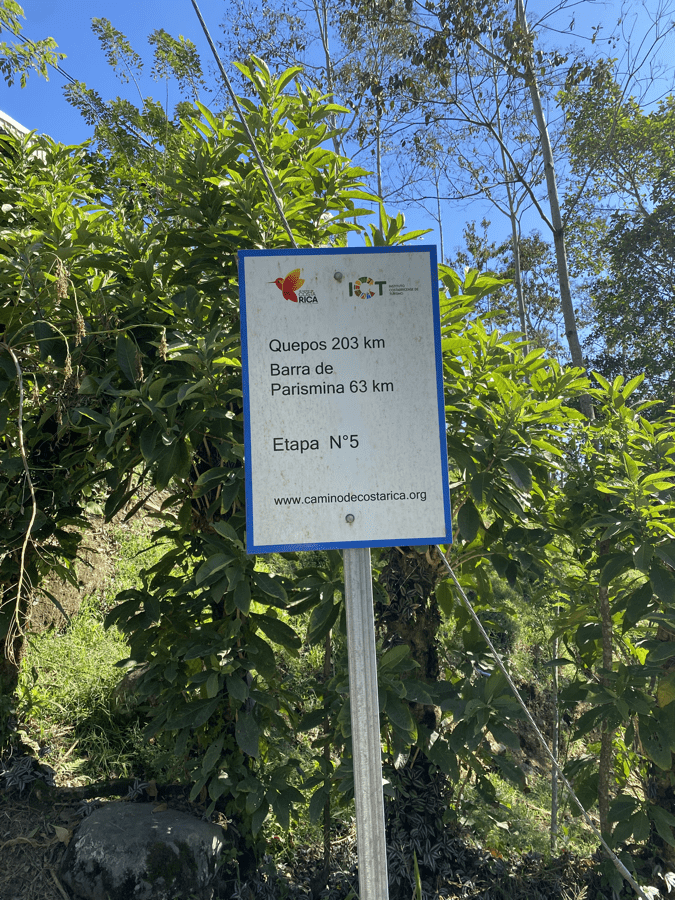 RICA
ICT
Quepos 203 km
Barra de
Parismina 63 km
Etapa N°5
www.caminodecostarica.org